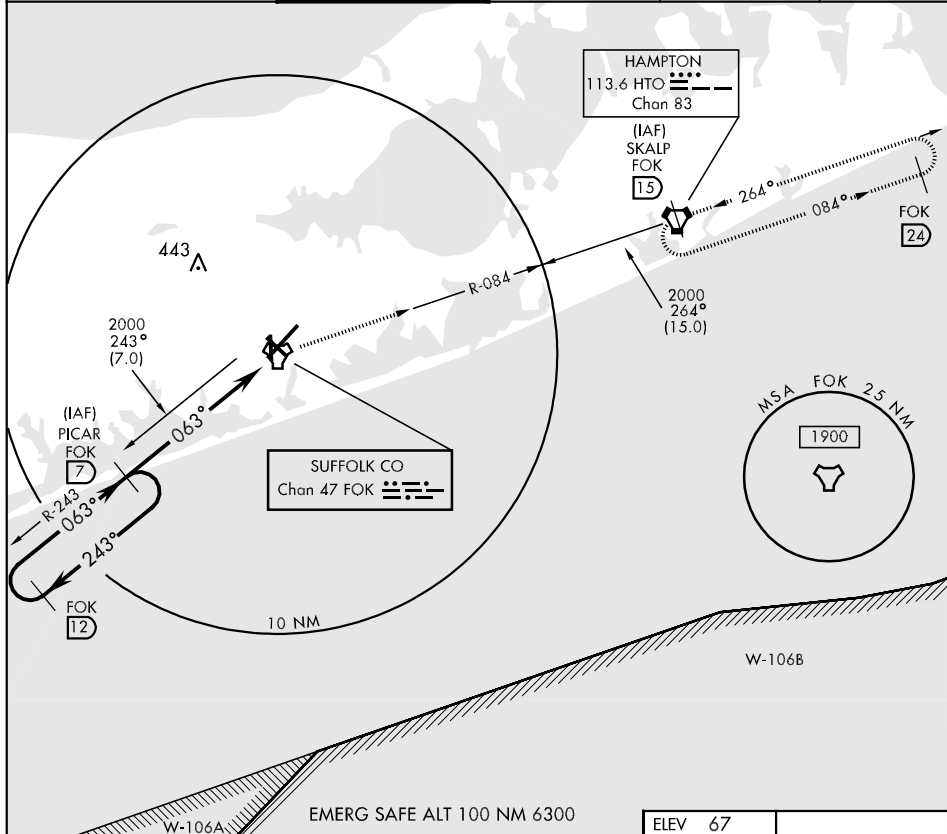 HAMPTON
113.6 HTO
Chan 83
(IAF)
SKALP
FOK
15
264°
084°
FOK
24
443
R-084
2000
264°
(15.0)
2000
243°
(7.0)
063°
(IAF)
PICAR
FOK
7
MSA FOK 25 NM
1900
SUFFOLK CO
Chan 47 FOK
R-243
063°
243°
FOK
12
10 NM
W-106B
EMERG SAFE ALT 100 NM 6300
W-106A
ELEV 67